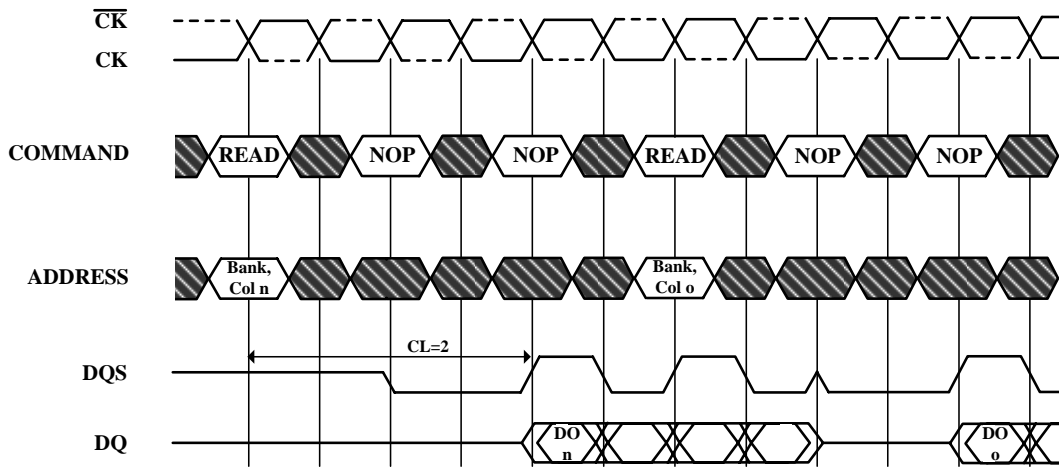 C̅K̅
CK
COMMAND READ NOP NOP READ NOP NOP
ADDRESS Bank, Col n Bank, Col o
CL=2
DQS
DQ DO n DO o